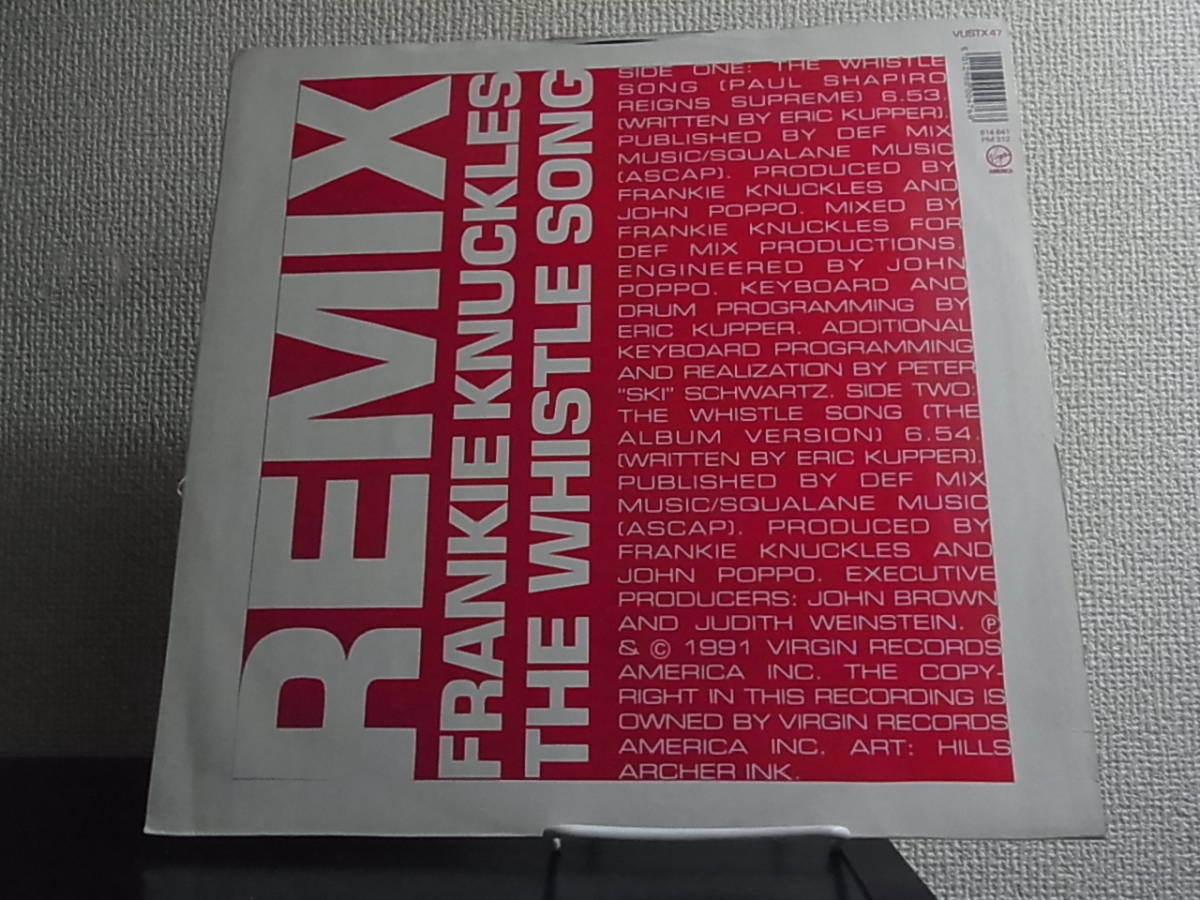 VUSTX 47
REMIX
FRANKIE KNUCKLES
THE WHISTLE SONG
SIDE ONE: THE WHISTLE
SONG (PAUL SHAPIRO
REIGNS SUPREME) 6.53.
(WRITTEN BY ERIC KUPPER).
PUBLISHED BY DEF MIX
MUSIC/SQUALANE MUSIC
(ASCAP). PRODUCED BY
FRANKIE KNUCKLES AND
JOHN POPPO. MIXED BY
FRANKIE KNUCKLES FOR
DEF MIX PRODUCTIONS.
ENGINEERED BY JOHN
POPPO. KEYBOARD AND
DRUM PROGRAMMING BY
ERIC KUPPER. ADDITIONAL
KEYBOARD PROGRAMMING
AND REALIZATION BY PETER
"SKI" SCHWARTZ. SIDE TWO:
THE WHISTLE SONG (THE
ALBUM VERSION) 6.54.
(WRITTEN BY ERIC KUPPER).
PUBLISHED BY DEF MIX
MUSIC/SQUALANE MUSIC
(ASCAP). PRODUCED BY
FRANKIE KNUCKLES AND
JOHN POPPO. EXECUTIVE
PRODUCERS: JOHN BROWN
AND JUDITH WEINSTEIN. ℗
& © 1991 VIRGIN RECORDS
AMERICA INC. THE COPY-
RIGHT IN THIS RECORDING IS
OWNED BY VIRGIN RECORDS
AMERICA INC. ART: HILLS
ARCHER INK.